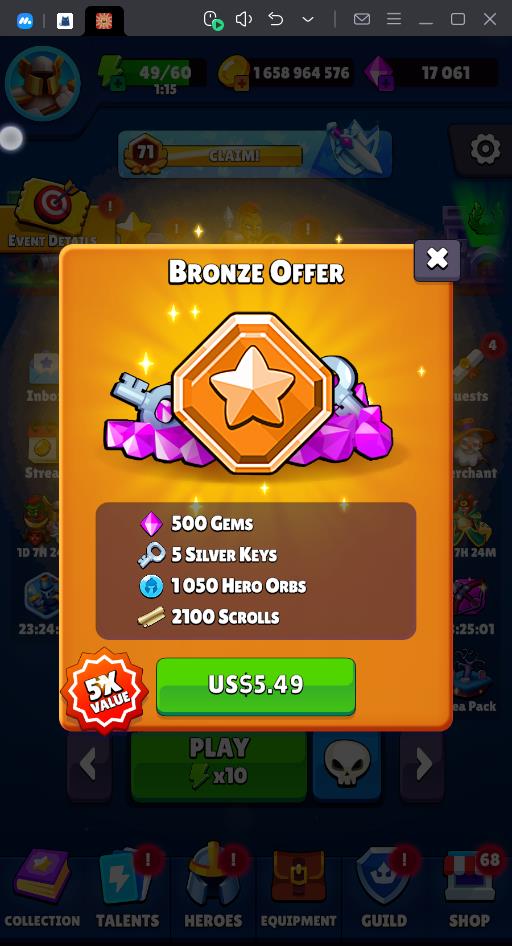 49/60
1:15
1 658 964 576
17 061
71
CLAIM!
EVENT DETAILS
!
!
!
BRONZE OFFER
4
Inbo
uests
Strea
erchant
1D 7H 24
7H 24M
23:24:
:25:01
ea Pack
500 GEMS
5 SILVER KEYS
1 050 HERO ORBS
2100 SCROLLS
5X
VALUE
US$5.49
PLAY
x10
!
!
!
68
COLLECTION
TALENTS
HEROES
EQUIPMENT
GUILD
SHOP